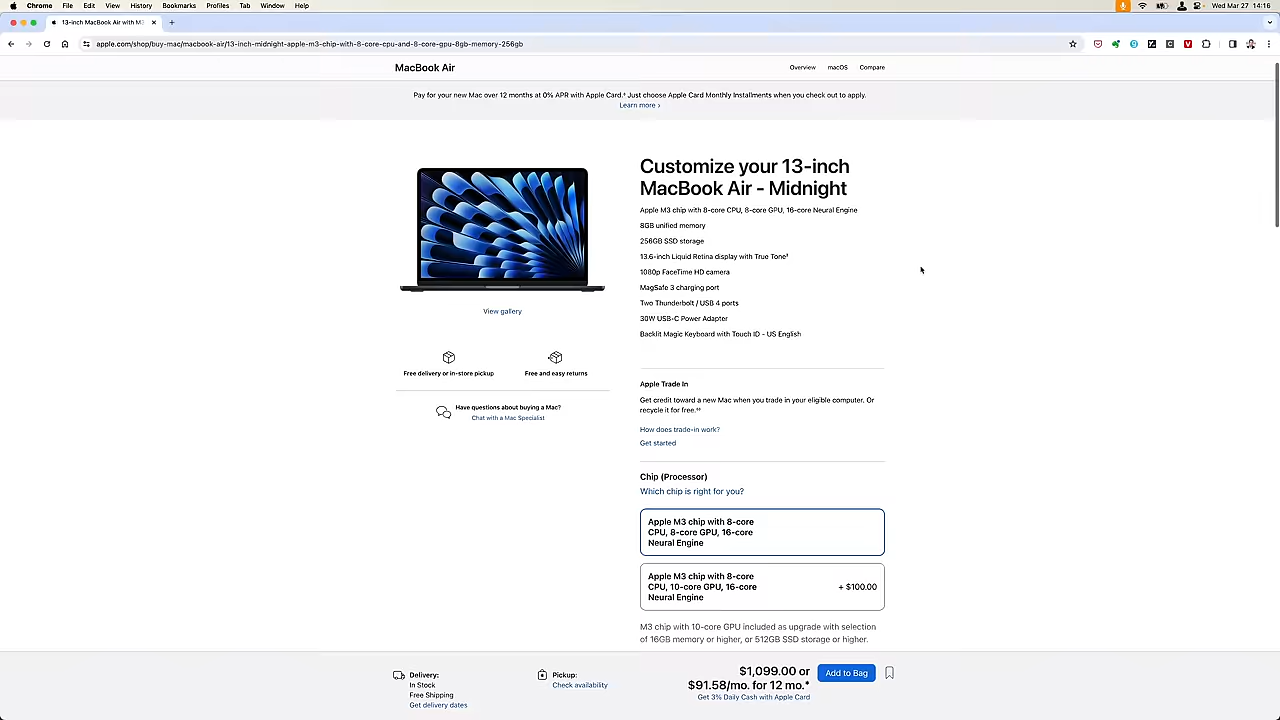 Chrome File Edit View History Bookmarks Profiles Tab Window Help
Wed Mar 27 14:16
13-inch MacBook Air with M3
apple.com/shop/buy-mac/macbook-air/13-inch-midnight-apple-m3-chip-with-8-core-cpu-and-8-core-gpu-8gb-memory-256gb
MacBook Air
Overview macOS Compare
Pay for your new Mac over 12 months at 0% APR with Apple Card.◊ Just choose Apple Card Monthly Installments when you check out to apply.
Learn more ›
Customize your 13-inch
MacBook Air - Midnight
Apple M3 chip with 8-core CPU, 8-core GPU, 16-core Neural Engine
8GB unified memory
256GB SSD storage
13.6-inch Liquid Retina display with True Tone²
1080p FaceTime HD camera
MagSafe 3 charging port
Two Thunderbolt / USB 4 ports
30W USB-C Power Adapter
Backlit Magic Keyboard with Touch ID - US English
View gallery
Free delivery or in-store pickup
Free and easy returns
Have questions about buying a Mac?
Chat with a Mac Specialist
Apple Trade In
Get credit toward a new Mac when you trade in your eligible computer. Or
recycle it for free.**
How does trade-in work?
Get started
Chip (Processor)
Which chip is right for you?
Apple M3 chip with 8-core
CPU, 8-core GPU, 16-core
Neural Engine
Apple M3 chip with 8-core
CPU, 10-core GPU, 16-core
Neural Engine
+ $100.00
M3 chip with 10-core GPU included as upgrade with selection
of 16GB memory or higher, or 512GB SSD storage or higher.
Delivery:
In Stock
Free Shipping
Get delivery dates
Pickup:
Check availability
$1,099.00 or
$91.58/mo. for 12 mo.*
Get 3% Daily Cash with Apple Card
Add to Bag